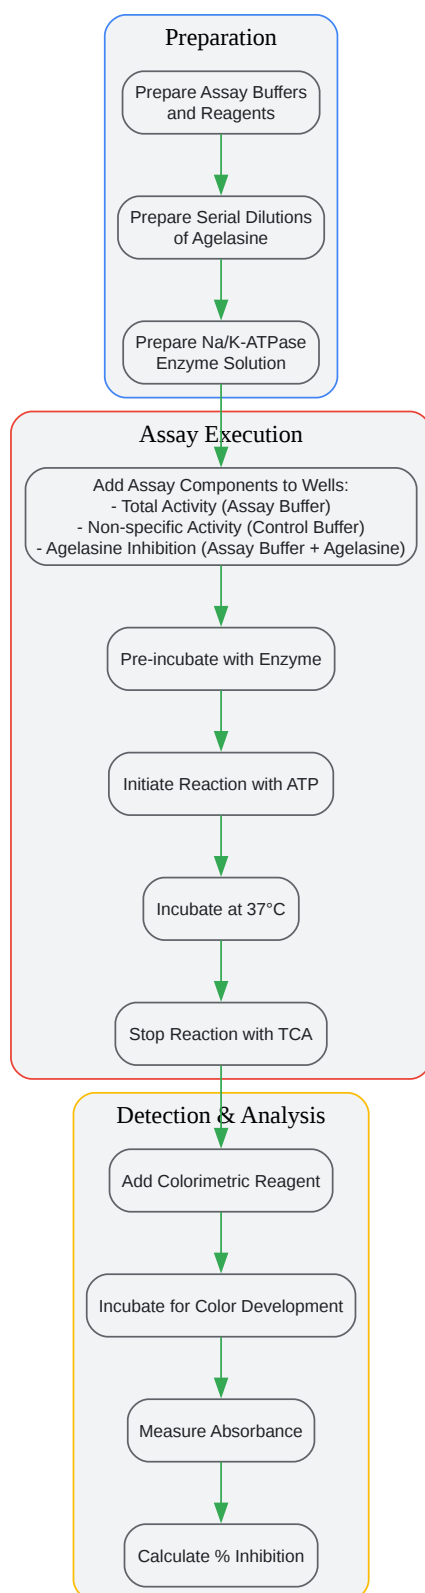 Preparation
Prepare Assay Buffers
and Reagents
Prepare Serial Dilutions
of Agelasine
Prepare Na/K-ATPase
Enzyme Solution
Assay Execution
Add Assay Components to Wells:
- Total Activity (Assay Buffer)
- Non-specific Activity (Control Buffer)
- Agelasine Inhibition (Assay Buffer + Agelasine)
Pre-incubate with Enzyme
Initiate Reaction with ATP
Incubate at 37°C
Stop Reaction with TCA
Detection & Analysis
Add Colorimetric Reagent
Incubate for Color Development
Measure Absorbance
Calculate % Inhibition